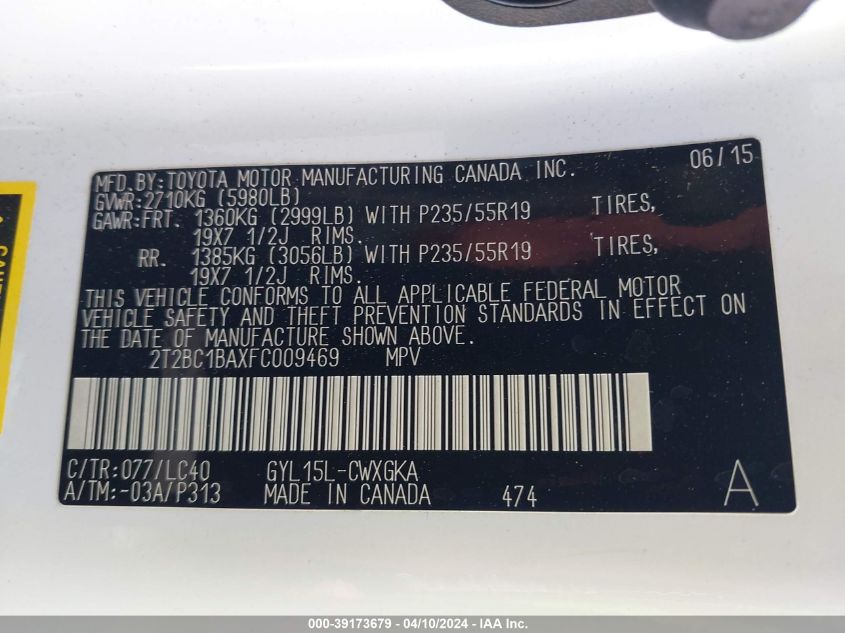 MFD.BY:TOYOTA MOTOR MANUFACTURING CANADA INC. 06/15
GVWR:2710KG (5980LB)
GAWR:FRT. 1360KG (2999LB) WITH P235/55R19 TIRES,
19X7 1/2J RIMS.
RR. 1385KG (3056LB) WITH P235/55R19 TIRES,
19X7 1/2J RIMS.
THIS VEHICLE CONFORMS TO ALL APPLICABLE FEDERAL MOTOR
VEHICLE SAFETY AND THEFT PREVENTION STANDARDS IN EFFECT ON
THE DATE OF MANUFACTURE SHOWN ABOVE.
2T2BC1BAXFC009469 MPV
C/TR:077/LC40 GYL15L-CWXGKA
A/TM:-03A/P313 MADE IN CANADA 474 A
000-39173679 - 04/10/2024 - IAA Inc.